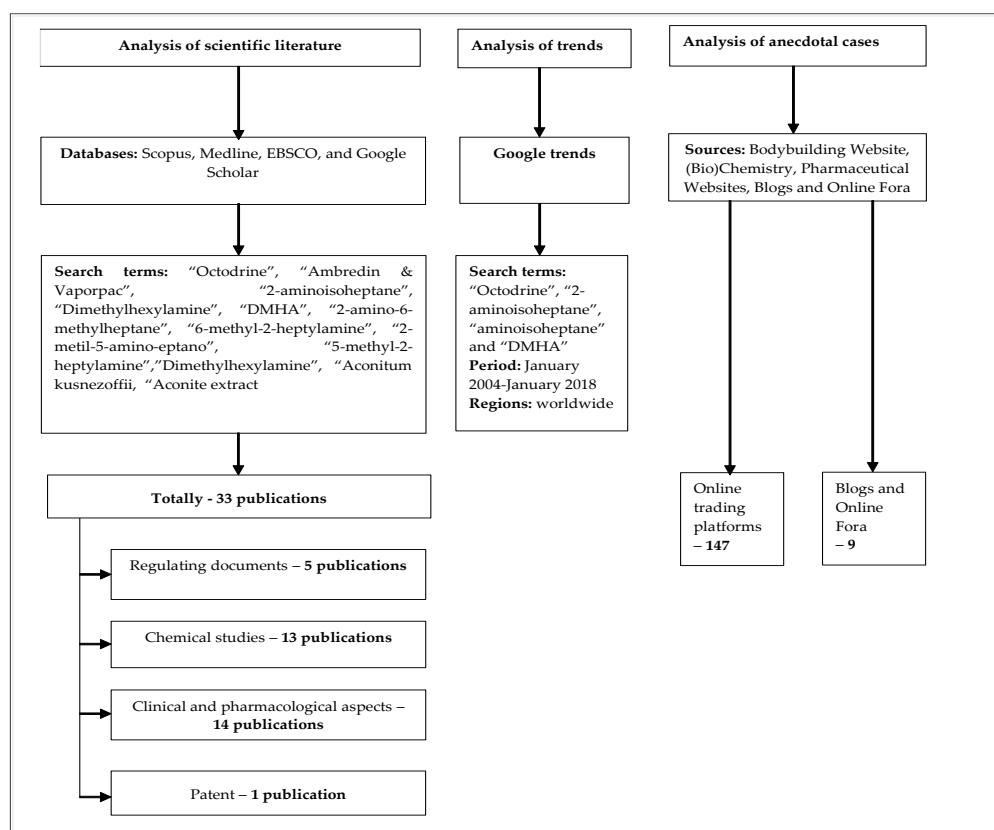 Analysis of scientific literature
Databases: Scopus, Medline, EBSCO, and Google
Scholar
Search terms: “Octodrine”, “Ambredin &
Vaporpac”, “2-aminoisoheptane”,
“Dimethylhexylamine”, “DMHA”, “2-amino-6-
methylheptane”, “6-methyl-2-heptylamine”, “2-
metil-5-amino-eptano”, “5-methyl-2-
heptylamine”,”Dimethylhexylamine”, “Aconitum
kusnezoffii, “Aconite extract
Totally - 33 publications
Regulating documents – 5 publications
Chemical studies – 13 publications
Clinical and pharmacological aspects –
14 publications
Patent – 1 publication
Analysis of trends
Google trends
Search terms:
“Octodrine”, “2-
aminoisoheptane”,
“aminoisoheptane”
and “DMHA”
Period: January
2004-January 2018
Regions: worldwide
Analysis of anecdotal cases
Sources: Bodybuilding Website,
(Bio)Chemistry, Pharmaceutical
Websites, Blogs and Online Fora
Online
trading
platforms
– 147
Blogs and
Online
Fora
– 9